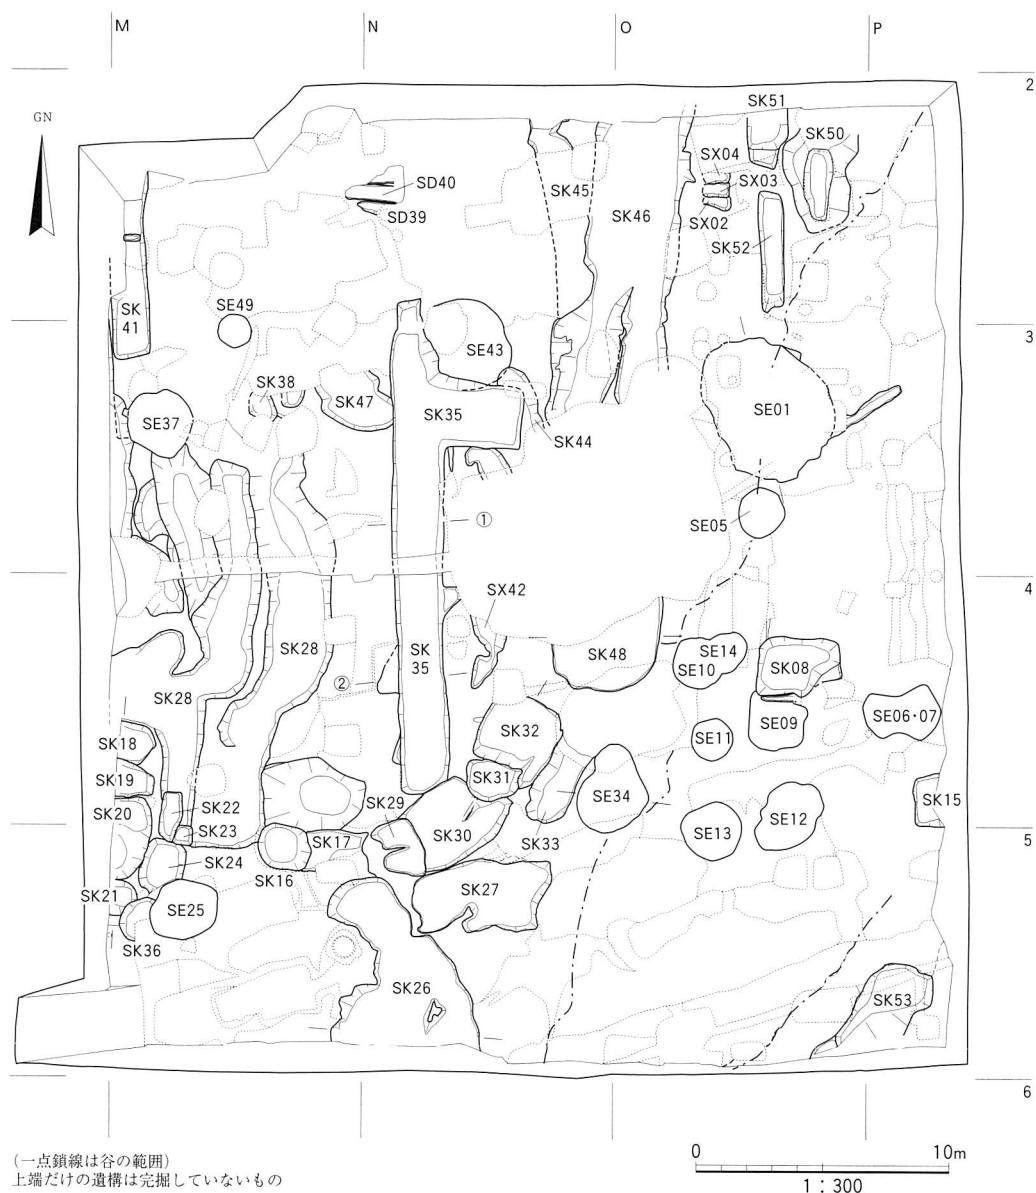 M
N
O
P
2
GN
SK51
SK50
SX04
SD40
SX03
SK45
SD39
SK46
SX02
SK52
SK
41
SE49
3
SE43
SK38
SK47
SE37
SK35
SE01
SK44
SE05
①
4
SX42
SK28
SK48
SE14
SE10
SK08
SK
35
②
SK28
SE06・07
SK18
SK32
SE11
SE09
SK19
SK31
SK20
SK22
SK29
SE34
SK15
SK23
SK30
SE13
SE12
5
SK24
SK17
SK33
SK16
SK21
SE25
SK27
SK36
SK26
SK53
6
(一点鎖線は谷の範囲)
上端だけの遺構は完掘していないもの
0 10m
1:300